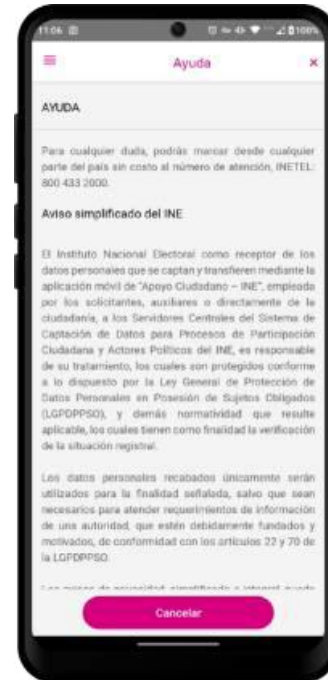 11:06
100%
Ayuda
×
AYUDA
Para cualquier duda, podrás marcar desde cualquier
parte del país sin costo al número de atención, INETEL:
800 433 2000.
Aviso simplificado del INE
El Instituto Nacional Electoral como receptor de los
datos personales que se captan y transfieren mediante la
aplicación móvil de "Apoyo Ciudadano – INE", empleada
por los solicitantes, auxiliares o directamente de la
ciudadanía, a los Servidores Centrales del Sistema de
Captación de Datos para Procesos de Participación
Ciudadana y Actores Políticos del INE, es responsable
de su tratamiento, los cuales son protegidos conforme
a lo dispuesto por la Ley General de Protección de
Datos Personales en Posesión de Sujetos Obligados
(LGPDPPSO), y demás normatividad que resulte
aplicable, los cuales tienen como finalidad la verificación
de la situación registral.
Los datos personales recabados únicamente serán
utilizados para la finalidad señalada, salvo que sean
necesarios para atender requerimientos de información
de una autoridad, que estén debidamente fundados y
motivados, de conformidad con los artículos 22 y 70 de
la LGPDPPSO.
Cancelar